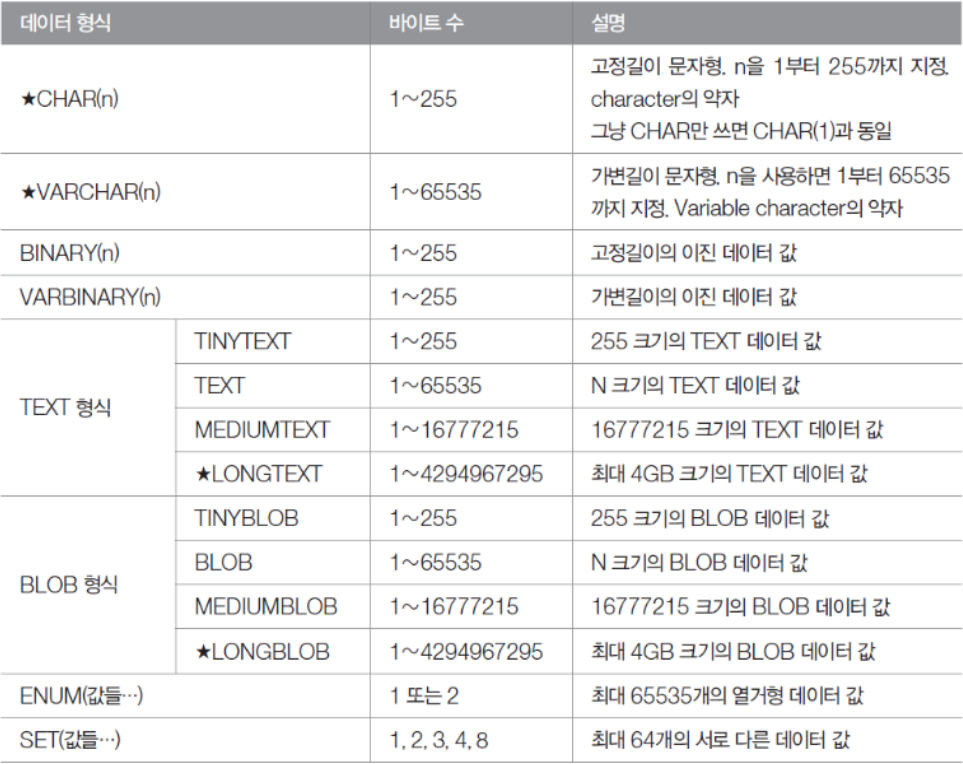 데이터 형식 바이트 수 설명
★CHAR(n) 1~255 고정길이 문자형. n을 1부터 255까지 지정.
character의 약자
그냥 CHAR만 쓰면 CHAR(1)과 동일
★VARCHAR(n) 1~65535 가변길이 문자형. n을 사용하면 1부터 65535
까지 지정. Variable character의 약자
BINARY(n) 1~255 고정길이의 이진 데이터 값
VARBINARY(n) 1~255 가변길이의 이진 데이터 값
TEXT 형식
TINYTEXT 1~255 255 크기의 TEXT 데이터 값
TEXT 1~65535 N 크기의 TEXT 데이터 값
MEDIUMTEXT 1~16777215 16777215 크기의 TEXT 데이터 값
★LONGTEXT 1~4294967295 최대 4GB 크기의 TEXT 데이터 값
BLOB 형식
TINYBLOB 1~255 255 크기의 BLOB 데이터 값
BLOB 1~65535 N 크기의 BLOB 데이터 값
MEDIUMBLOB 1~16777215 16777215 크기의 BLOB 데이터 값
★LONGBLOB 1~4294967295 최대 4GB 크기의 BLOB 데이터 값
ENUM(값들…) 1 또는 2 최대 65535개의 열거형 데이터 값
SET(값들…) 1, 2, 3, 4, 8 최대 64개의 서로 다른 데이터 값